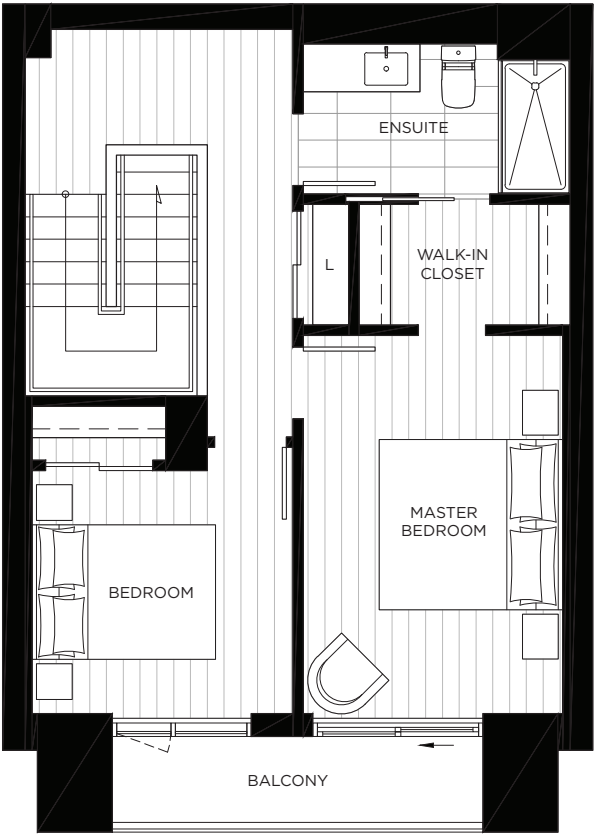 ENSUITE
L
WALK-IN
CLOSET
MASTER
BEDROOM
BEDROOM
BALCONY